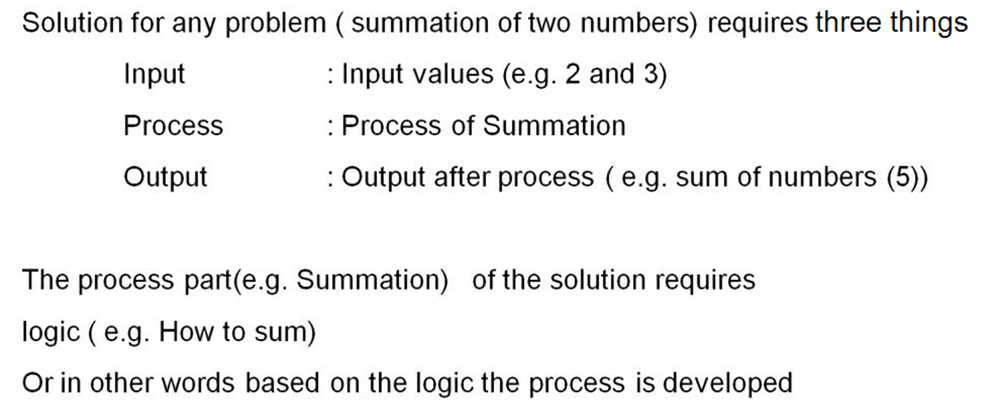 Solution for any problem ( summation of two numbers) requires three things
Input : Input values (e.g. 2 and 3)
Process : Process of Summation
Output : Output after process ( e.g. sum of numbers (5))
The process part(e.g. Summation) of the solution requires
logic ( e.g. How to sum)
Or in other words based on the logic the process is developed